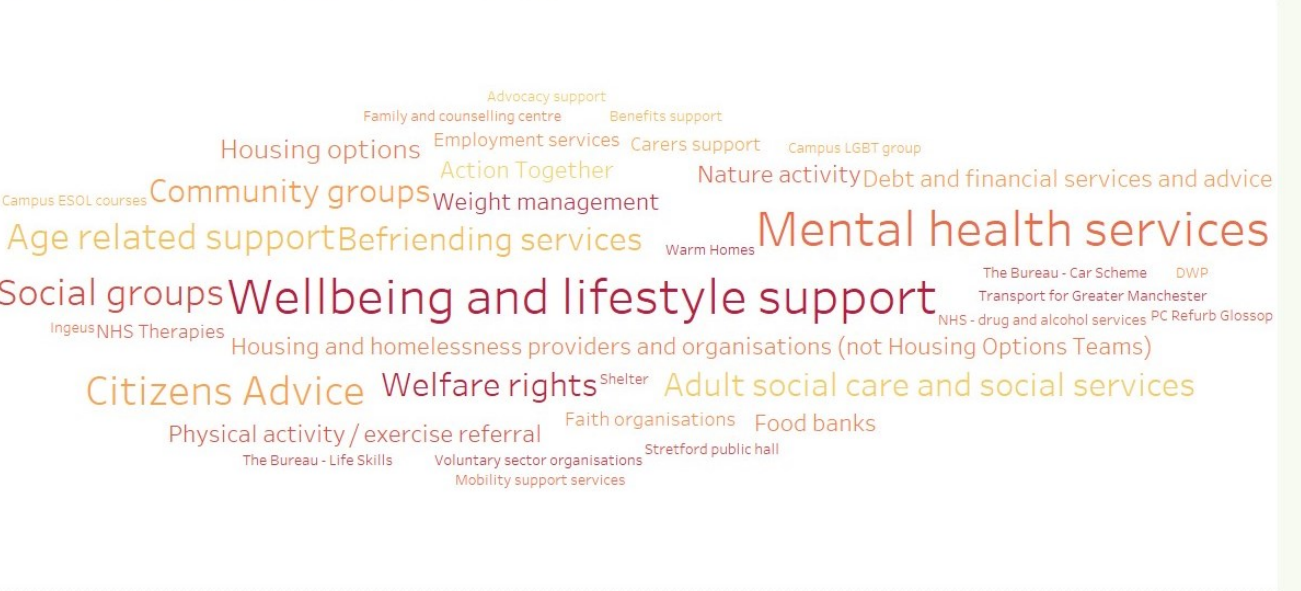 Advocacy support
Family and counselling centre
Benefits support
Housing options
Employment services
Carers support
Campus LGBT group
Action Together
Nature activity
Debt and financial services and advice
Campus ESOL courses
Community groups
Weight management
Age related support
Befriending services
Warm Homes
Mental health services
Social groups
Wellbeing and lifestyle support
The Bureau - Car Scheme
DWP
Transport for Greater Manchester
NHS - drug and alcohol services
PC Refurb Glossop
Ingeus
NHS Therapies
Housing and homelessness providers and organisations (not Housing Options Teams)
Citizens Advice
Welfare rights
Shelter
Adult social care and social services
Faith organisations
Food banks
Physical activity / exercise referral
Stretford public hall
The Bureau - Life Skills
Voluntary sector organisations
Mobility support services